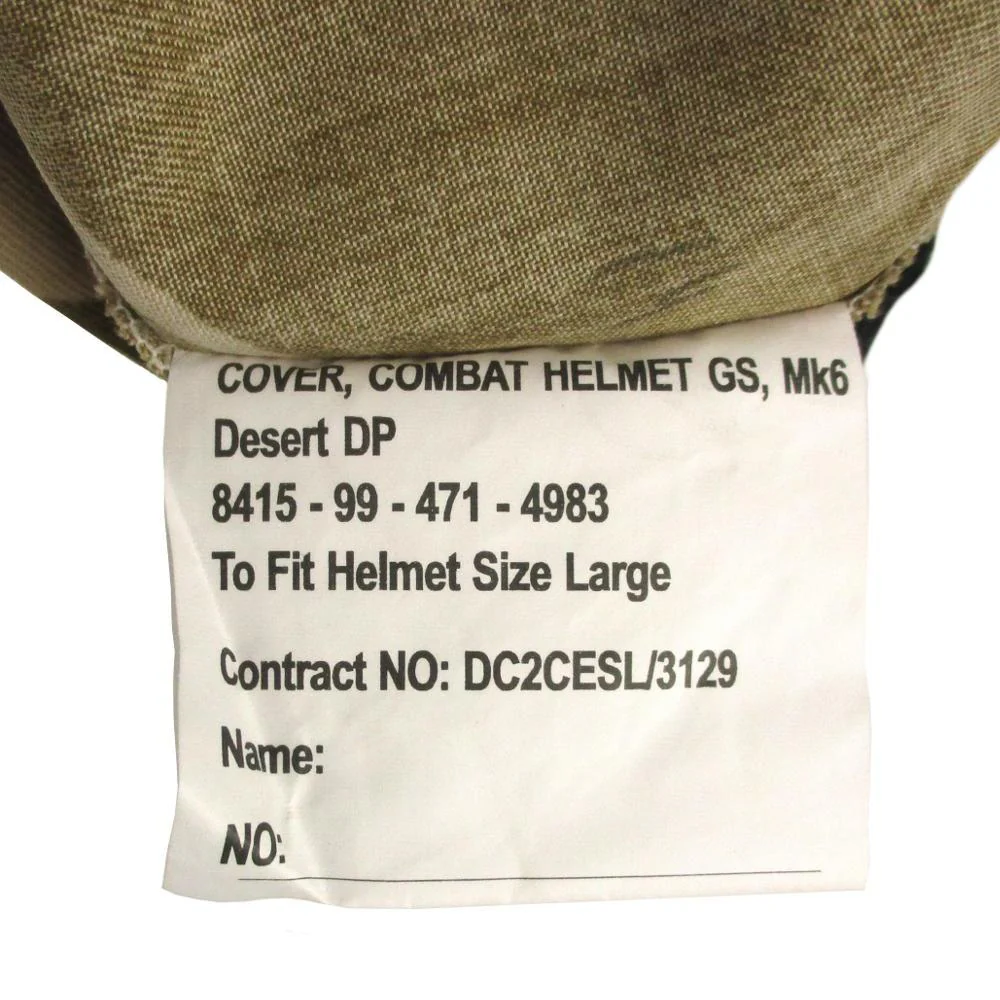 COVER, COMBAT HELMET GS, Mk6
Desert DP
8415 - 99 - 471 - 4983
To Fit Helmet Size Large
Contract NO: DC2CESL/3129
Name:
NO: